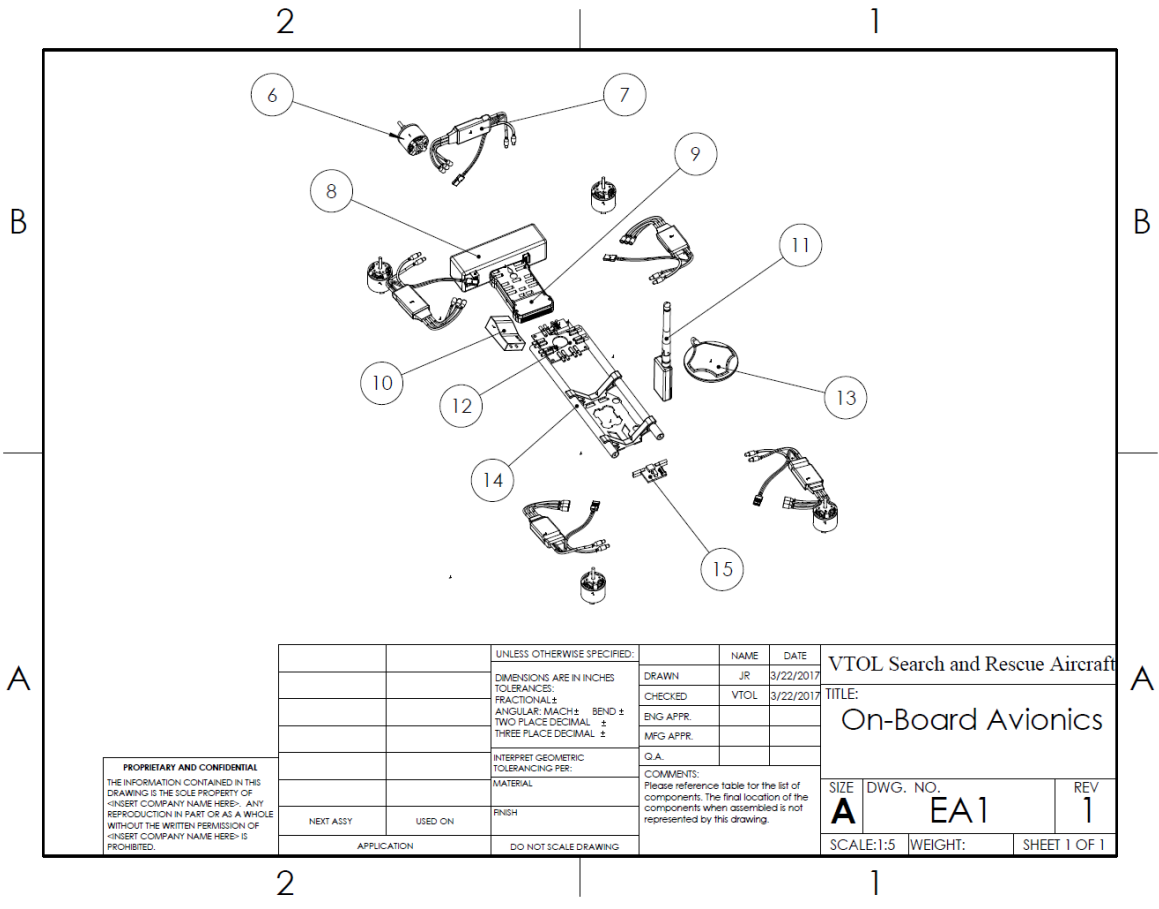 2
1
B
B
A
A
6
7
8
9
10
11
12
13
14
15
PROPRIETARY AND CONFIDENTIAL
THE INFORMATION CONTAINED IN THIS
DRAWING IS THE SOLE PROPERTY OF
<INSERT COMPANY NAME HERE>. ANY
REPRODUCTION IN PART OR AS A WHOLE
WITHOUT THE WRITTEN PERMISSION OF
<INSERT COMPANY NAME HERE> IS
PROHIBITED.
NEXT ASSY
USED ON
APPLICATION
UNLESS OTHERWISE SPECIFIED:
DIMENSIONS ARE IN INCHES
TOLERANCES:
FRACTIONAL±
ANGULAR: MACH± BEND ±
TWO PLACE DECIMAL ±
THREE PLACE DECIMAL ±
INTERPRET GEOMETRIC
TOLERANCING PER:
MATERIAL
FINISH
DO NOT SCALE DRAWING
NAME DATE
DRAWN JR 3/22/2017
CHECKED VTOL 3/22/2017
ENG APPR.
MFG APPR.
Q.A.
COMMENTS:
Please reference table for the list of
components. The final location of the
components when assembled is not
represented by this drawing.
VTOL Search and Rescue Aircraft
TITLE:
On-Board Avionics
SIZE DWG. NO. REV
A EA1 1
SCALE:1:5 WEIGHT: SHEET 1 OF 1
2
1